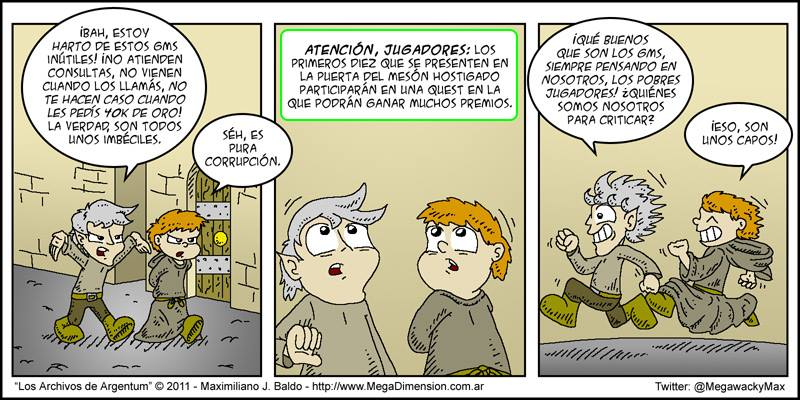 ¡BAH, ESTOY
HARTO DE ESTOS GMS
INÚTILES! ¡NO ATIENDEN
CONSULTAS, NO VIENEN
CUANDO LOS LLAMÁS, NO
TE HACEN CASO CUANDO
LES PEDÍS 40K DE ORO!
LA VERDAD, SON TODOS
UNOS IMBÉCILES.
SÉH, ES
PURA
CORRUPCIÓN.
ATENCIÓN, JUGADORES: LOS
PRIMEROS DIEZ QUE SE PRESENTEN EN
LA PUERTA DEL MESÓN HOSTIGADO
PARTICIPARÁN EN UNA QUEST EN LA
QUE PODRÁN GANAR MUCHOS PREMIOS.
¡QUÉ BUENOS
QUE SON LOS GMS,
SIEMPRE PENSANDO EN
NOSOTROS, LOS POBRES
JUGADORES! ¿QUIÉNES
SOMOS NOSOTROS
PARA CRITICAR?
¡ESO, SON
UNOS CAPOS!
"Los Archivos de Argentum" © 2011 - Maximiliano J. Baldo - http://www.MegaDimension.com.ar
Twitter: @MegawackyMax